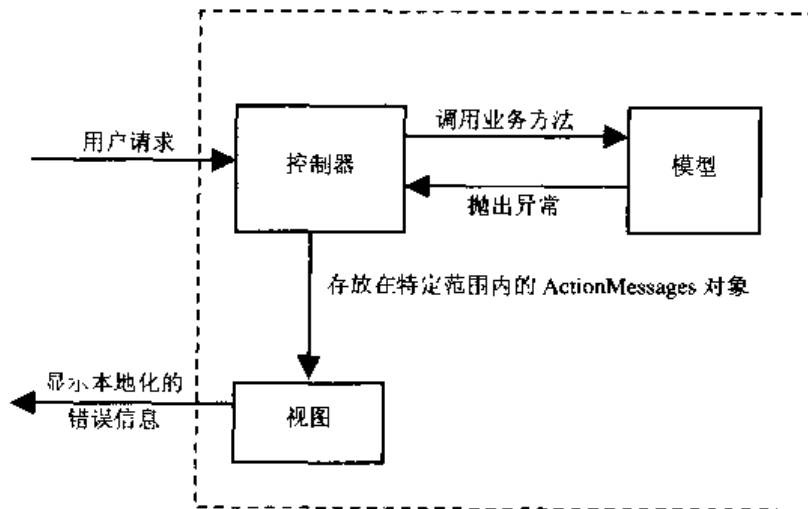 用户请求
控制器
调用业务方法
抛出异常
模型
存放在特定范围内的 ActionMessages 对象
显示本地化的
错误信息
视图